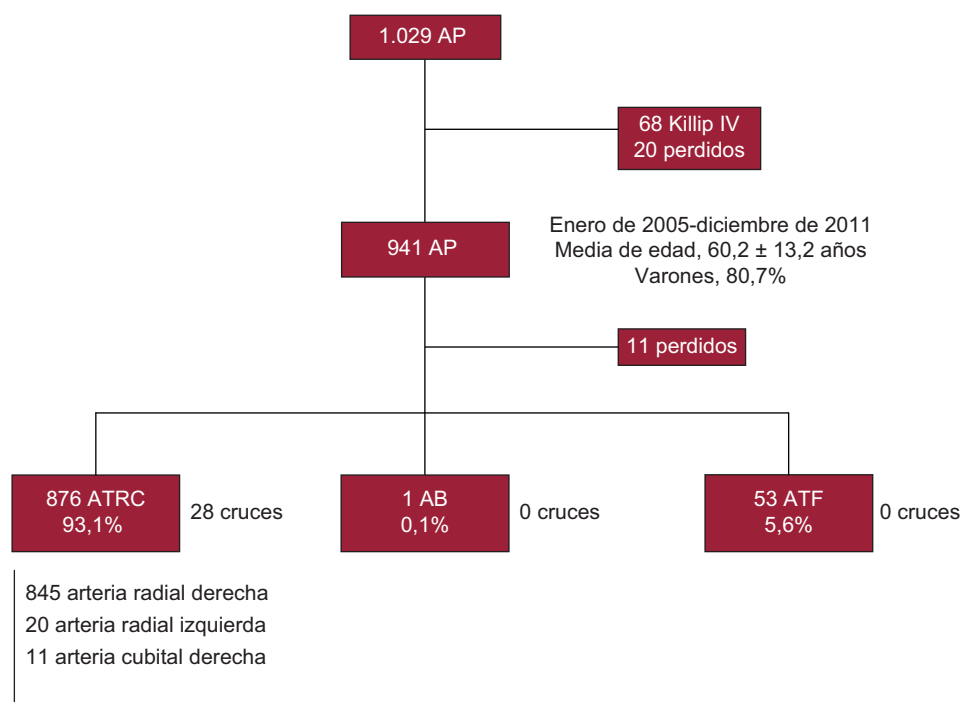 1.029 AP
68 Killip IV
20 perdidos
941 AP
Enero de 2005-diciembre de 2011
Media de edad, 60,2 ± 13,2 años
Varones, 80,7%
11 perdidos
876 ATRC
93,1%
28 cruces
1 AB
0,1%
0 cruces
53 ATF
5,6%
0 cruces
845 arteria radial derecha
20 arteria radial izquierda
11 arteria cubital derecha